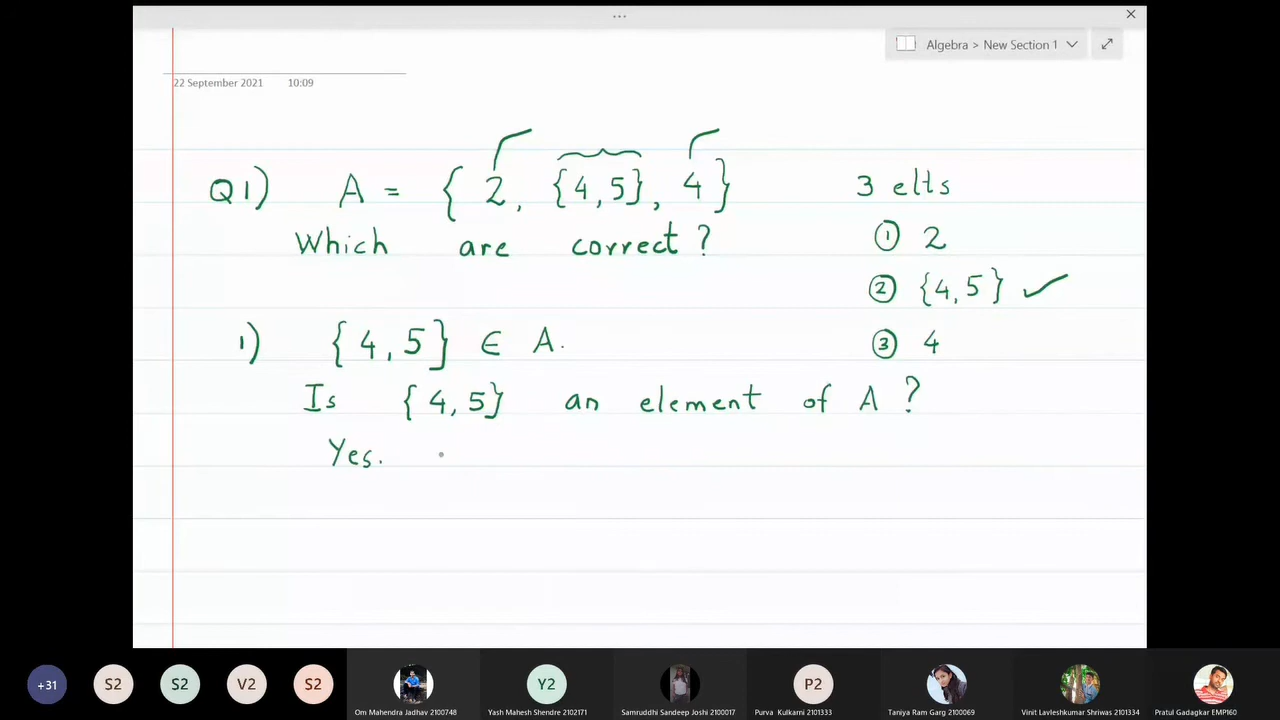 Algebra > New Section 1
22 September 2021 10:09
Q1) A = { 2, {4,5}, 4 }
Which are correct?
3 elts
① 2
② {4,5} ✓
③ 4
1) {4,5} ∈ A.
Is {4,5} an element of A?
Yes.
+31 S2 S2 V2 S2 Y2 P2
Om Mahendra Jadhav 2100748 Yash Mahesh Shendre 2102171 Samruddhi Sandeep Joshi 2100017 Purva Kulkarni 2101333 Taniya Ram Garg 2100069 Vinit Lavleshkumar Shriwas 2101334 Pratul Gadagkar EMP160